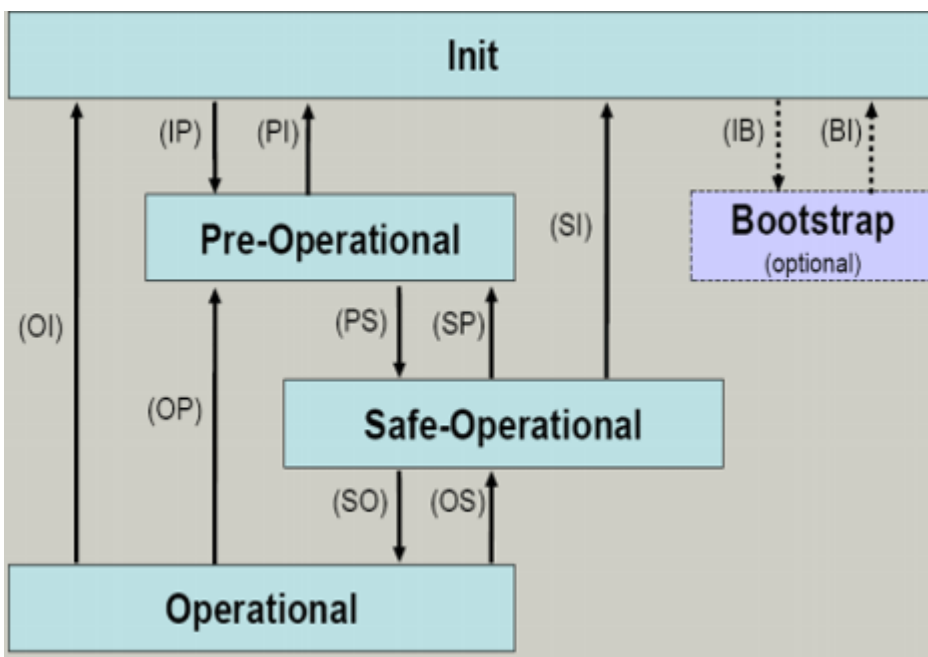 Init
(IP)
(PI)
(IB)
(BI)
Pre-Operational
(SI)
Bootstrap
(optional)
(OI)
(PS)
(SP)
(OP)
Safe-Operational
(SO)
(OS)
Operational